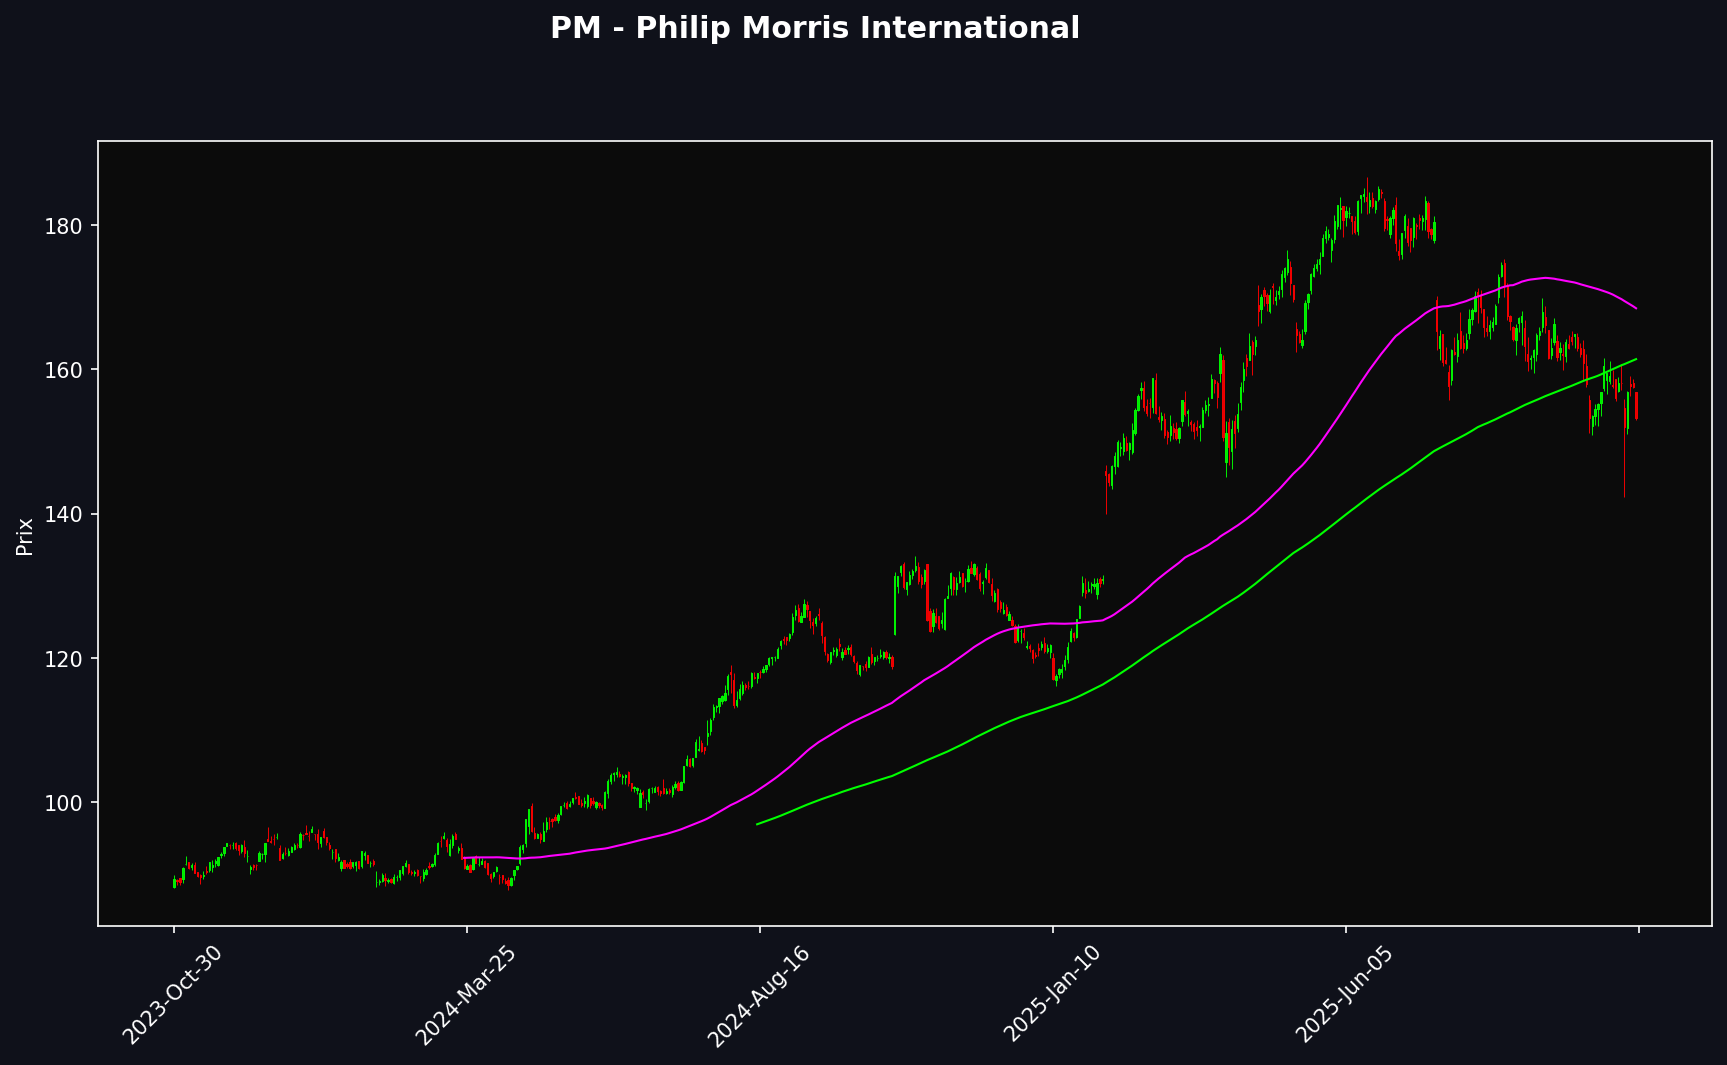 PM - Philip Morris International
Prix
180
160
140
120
100
2023-Oct-30
2024-Mar-25
2024-Aug-16
2025-Jan-10
2025-Jun-05